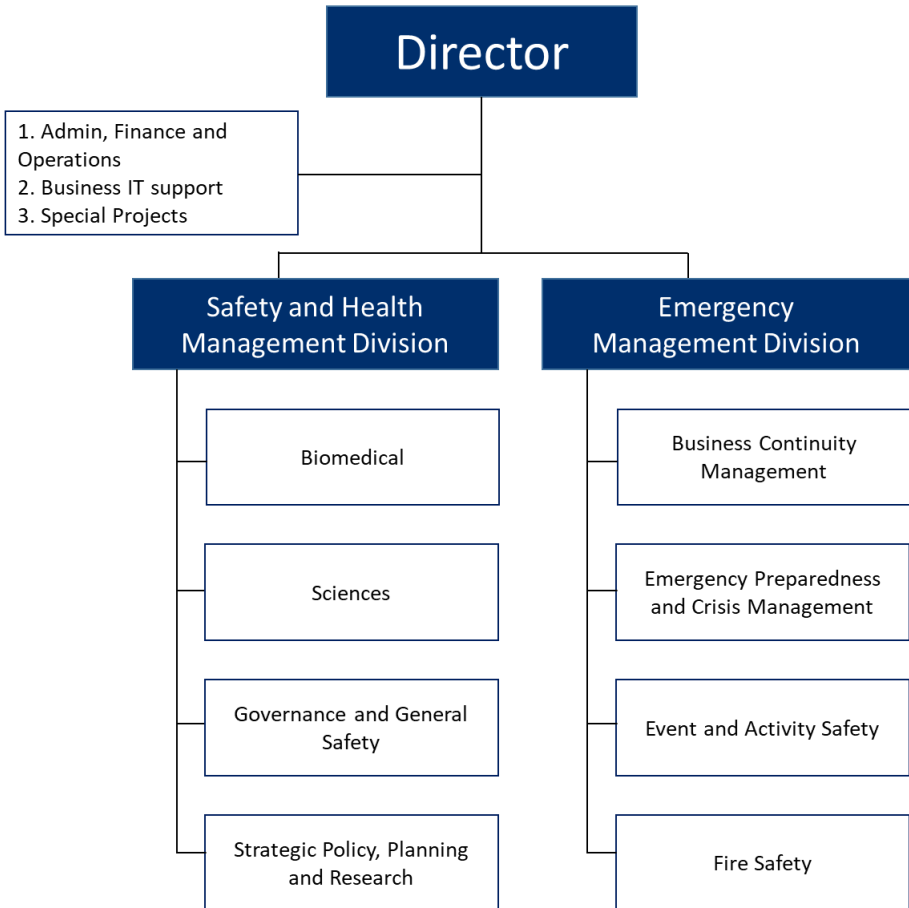 Director
1. Admin, Finance and
Operations
2. Business IT support
3. Special Projects
Safety and Health
Management Division
Emergency
Management Division
Biomedical
Business Continuity
Management
Sciences
Emergency Preparedness
and Crisis Management
Governance and General
Safety
Event and Activity Safety
Strategic Policy, Planning
and Research
Fire Safety